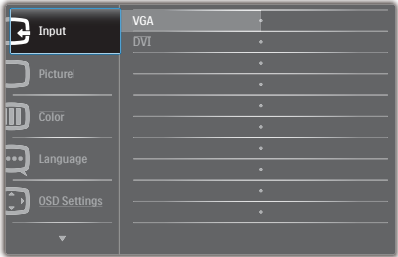 Input
VGA
DVI
Picture
Color
Language
OSD Settings